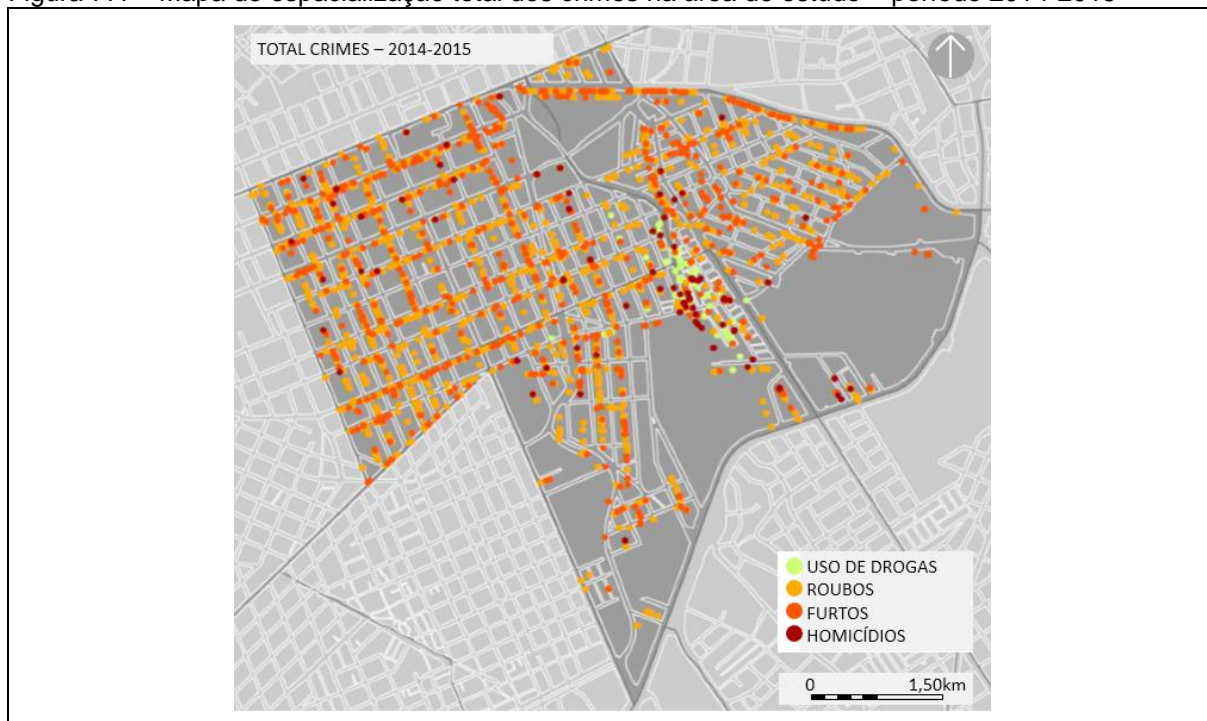 TOTAL CRIMES – 2014-2015
USO DE DROGAS
ROUBOS
FURTOS
HOMICÍDIOS
0 1,50km